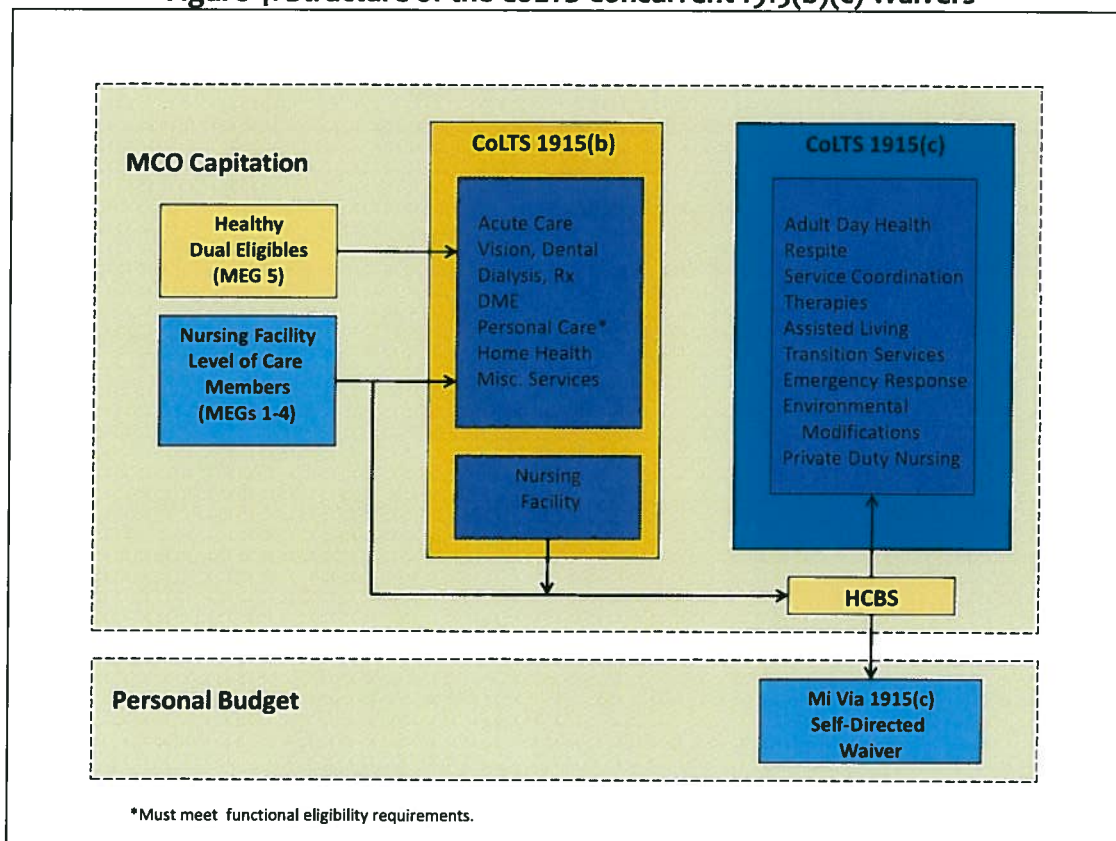 MCO Capitation
Healthy
Dual Eligibles
(MEG 5)
Nursing Facility
Level of Care
Members
(MEGs 1-4)
CoLTS 1915(b)
Acute Care
Vision, Dental
Dialysis, Rx
DME
Personal Care*
Home Health
Misc. Services
Nursing
Facility
CoLTS 1915(c)
Adult Day Health
Respite
Service Coordination
Therapies
Assisted Living
Transition Services
Emergency Response
Environmental
Modifications
Private Duty Nursing
HCBS
Personal Budget
Mi Via 1915(c)
Self-Directed
Waiver
*Must meet functional eligibility requirements.